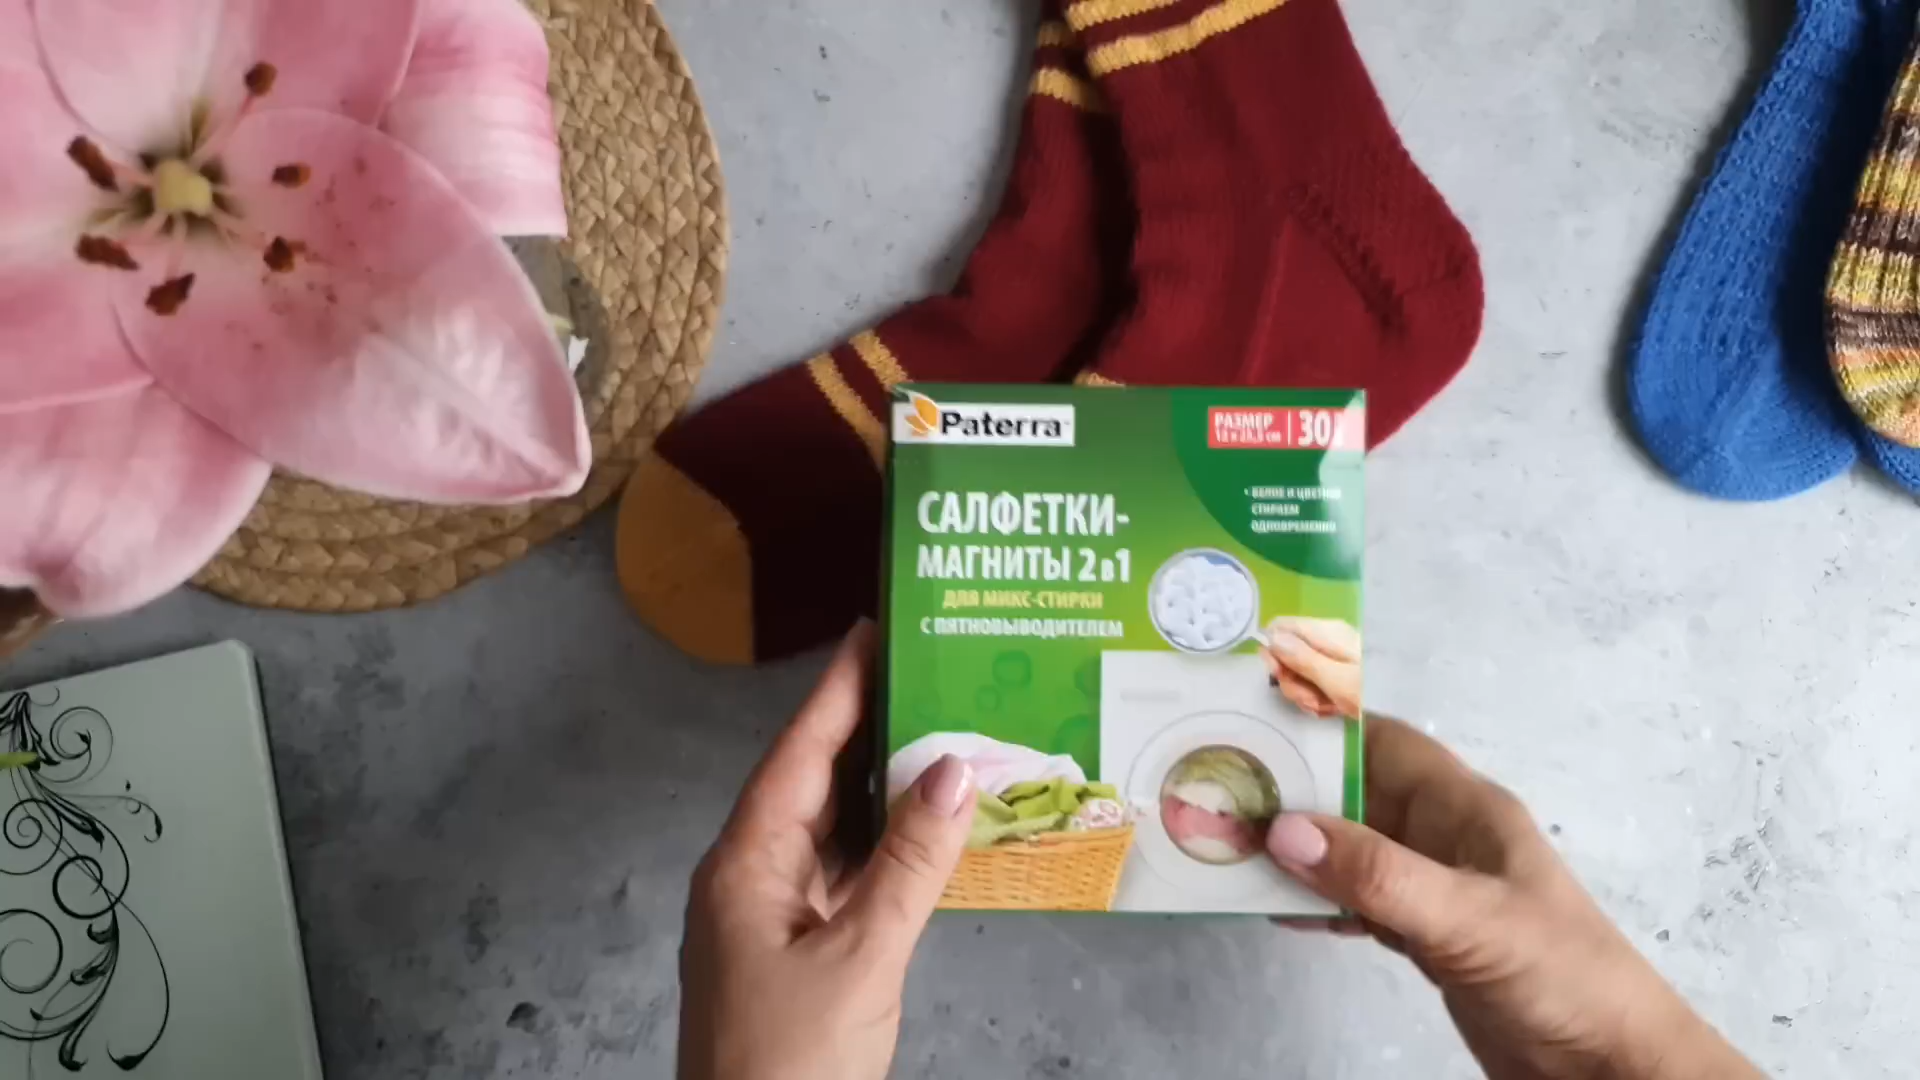 Paterra
РАЗМЕР
30
САЛФЕТКИ-
МАГНИТЫ 2в1
ДЛЯ МИКС-СТИРКИ
С ПЯТНОВЫВОДИТЕЛЕМ
• БЕЛОЕ И ЦВЕТНОЕ
СТИРАЕМ
ОДНОВРЕМЕННО